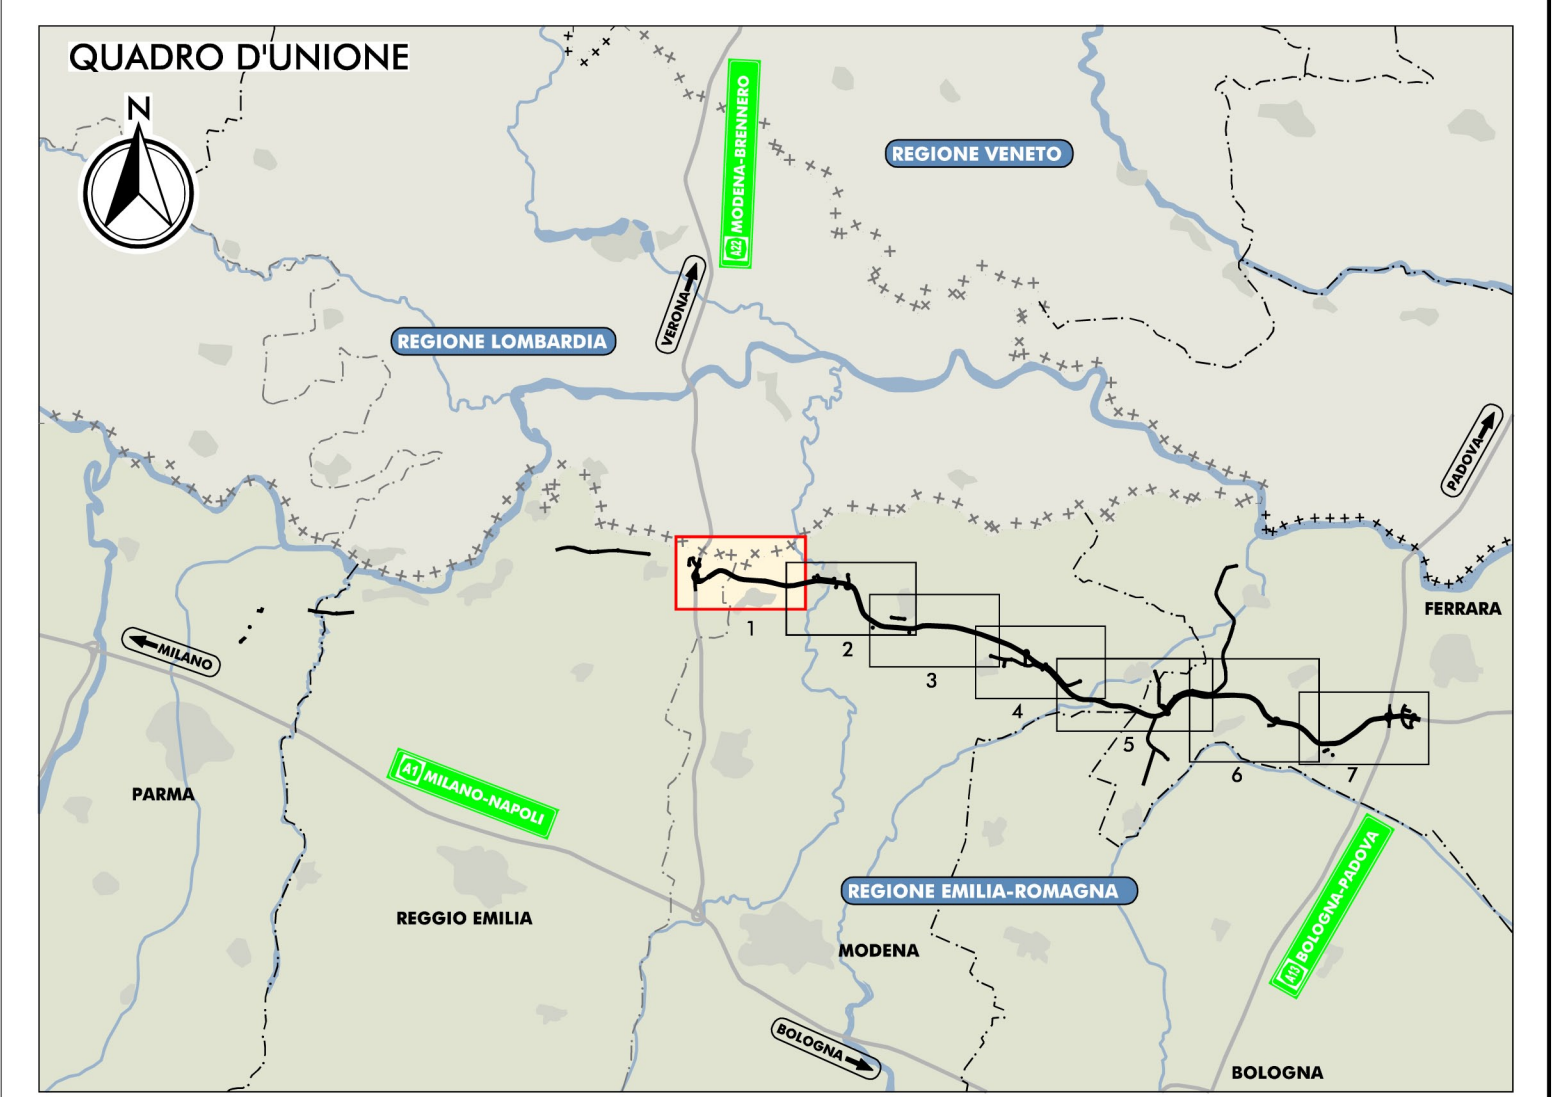 QUADRO D'UNIONE
N
A22 MODENA-BRENNERO
REGIONE VENETO
VERONA
REGIONE LOMBARDIA
PADOVA
FERRARA
MILANO
1
2
3
4
5
6
7
PARMA
A1 MILANO-NAPOLI
REGIONE EMILIA-ROMAGNA
REGGIO EMILIA
MODENA
A13 BOLOGNA-PADOVA
BOLOGNA
BOLOGNA